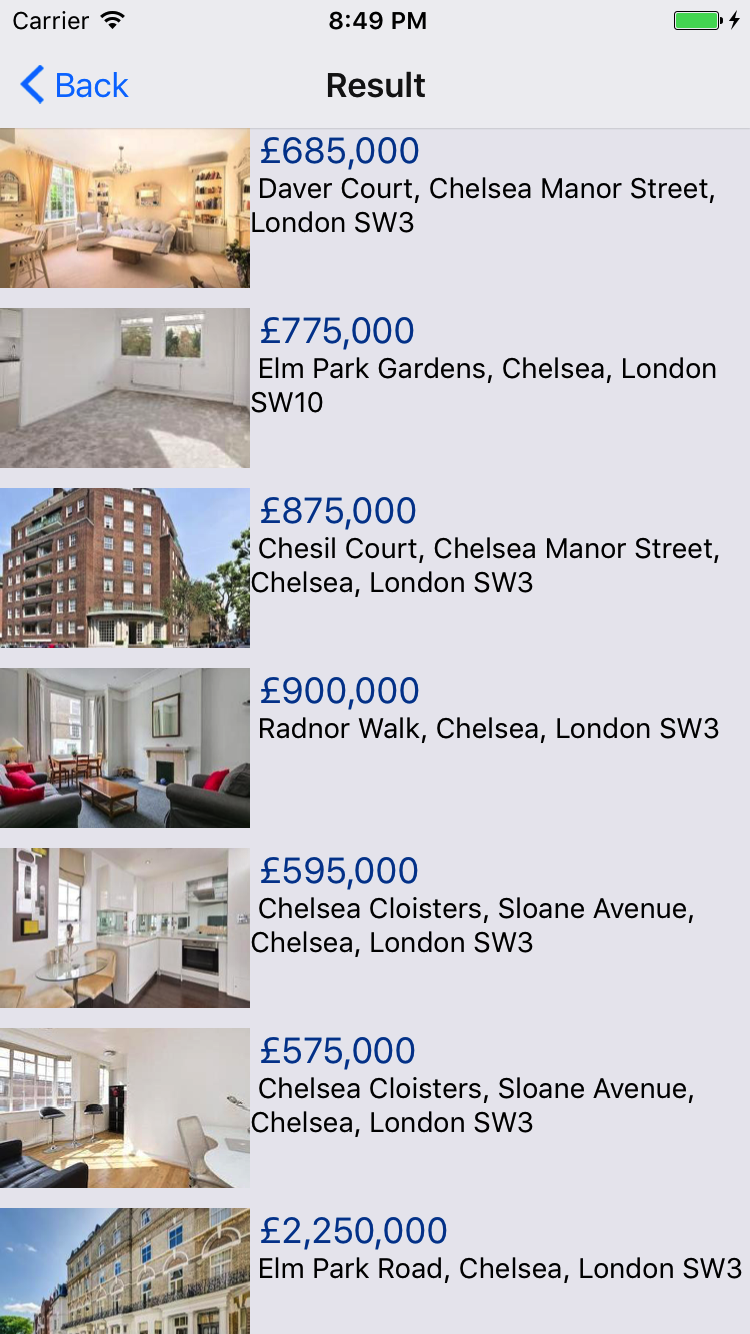 Carrier 8:49 PM
Back Result
£685,000
Daver Court, Chelsea Manor Street,
London SW3
£775,000
Elm Park Gardens, Chelsea, London
SW10
£875,000
Chesil Court, Chelsea Manor Street,
Chelsea, London SW3
£900,000
Radnor Walk, Chelsea, London SW3
£595,000
Chelsea Cloisters, Sloane Avenue,
Chelsea, London SW3
£575,000
Chelsea Cloisters, Sloane Avenue,
Chelsea, London SW3
£2,250,000
Elm Park Road, Chelsea, London SW3